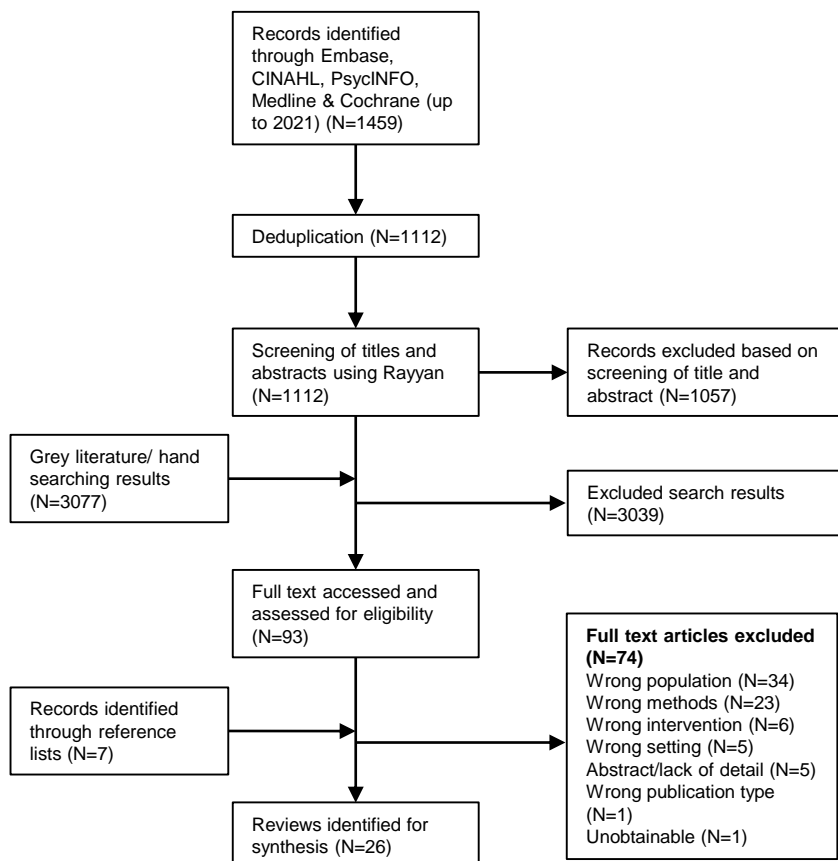 Records identified
through Embase,
CINAHL, PsycINFO,
Medline & Cochrane (up
to 2021) (N=1459)
Deduplication (N=1112)
Screening of titles and
abstracts using Rayyan
(N=1112)
Records excluded based on
screening of title and
abstract (N=1057)
Grey literature/ hand
searching results
(N=3077)
Excluded search results
(N=3039)
Full text accessed and
assessed for eligibility
(N=93)
Records identified
through reference
lists (N=7)
Full text articles excluded
(N=74)
Wrong population (N=34)
Wrong methods (N=23)
Wrong intervention (N=6)
Wrong setting (N=5)
Abstract/lack of detail (N=5)
Wrong publication type
(N=1)
Unobtainable (N=1)
Reviews identified for
synthesis (N=26)